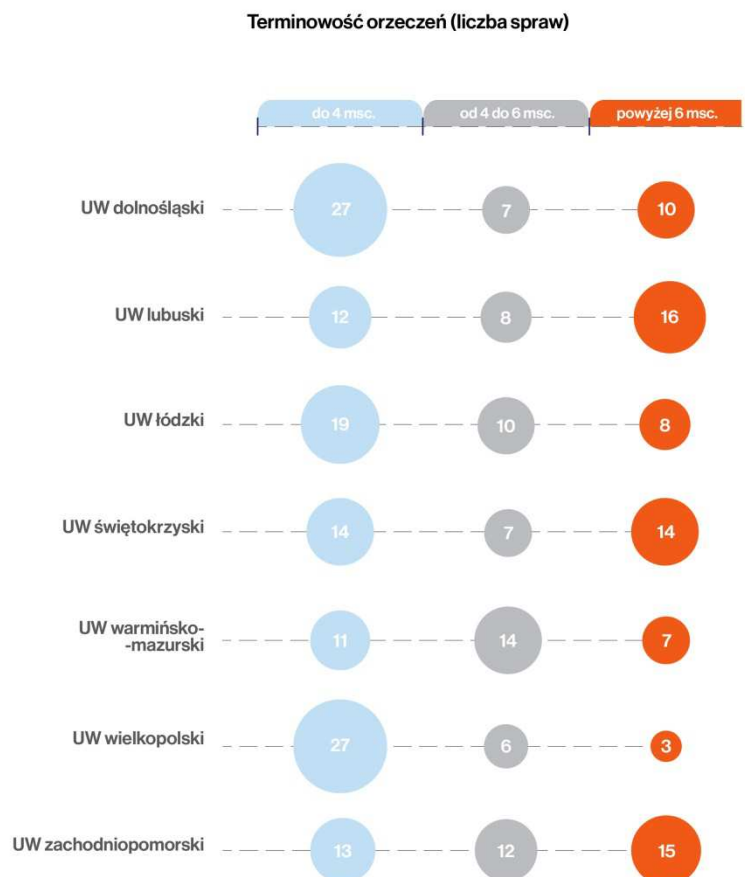 Terminowość orzeczeń (liczba spraw)
do 4 msc. od 4 do 6 msc. powyżej 6 msc.
UW dolnośląski 27 7 10
UW lubuski 12 8 16
UW łódzki 19 10 8
UW świętokrzyski 14 7 14
UW warmińsko-
-mazurski 11 14 7
UW wielkopolski 27 6 3
UW zachodniopomorski 13 12 15